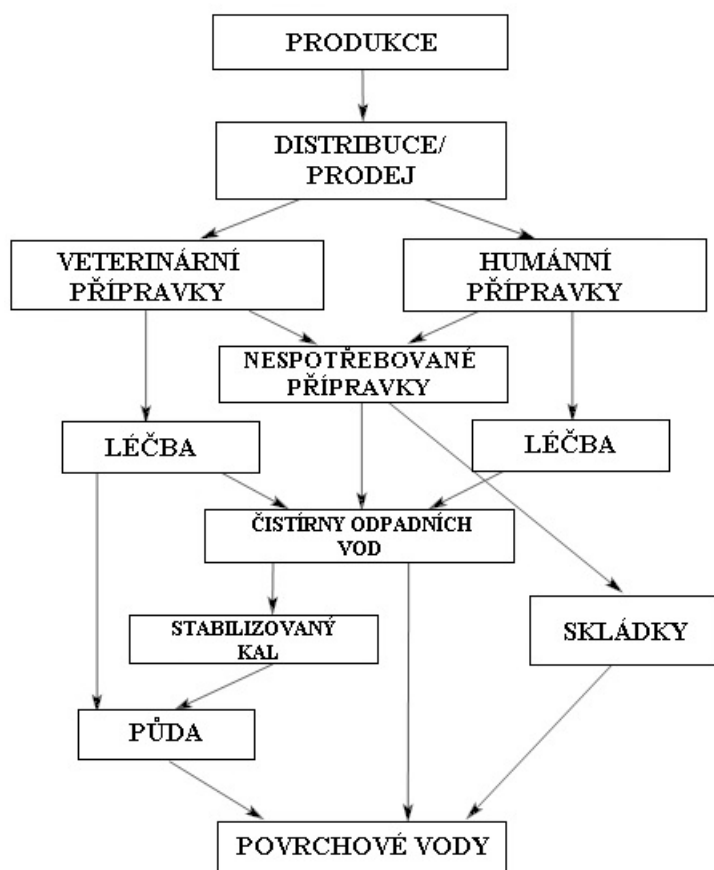 PRODUKCE
DISTRIBUCE/
PRODEJ
VETERINÁRNÍ
PŘÍPRAVKY
HUMÁNNÍ
PŘÍPRAVKY
NESPOTŘEBOVANÉ
PŘÍPRAVKY
LÉČBA
LÉČBA
ČISTÍRNY ODPADNÍCH
VOD
STABILIZOVANÝ
KAL
SKLÁDKY
PŮDA
POVRCHOVÉ VODY